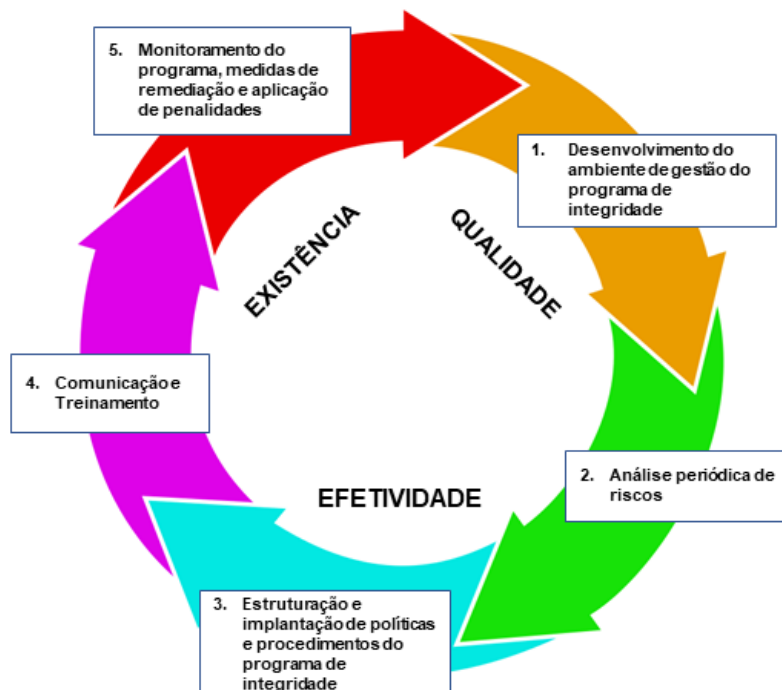 5. Monitoramento do
programa, medidas de
remediação e aplicação
de penalidades
1. Desenvolvimento do
ambiente de gestão do
programa de
integridade
EXISTÊNCIA
QUALIDADE
4. Comunicação e
Treinamento
2. Análise periódica de
riscos
EFETIVIDADE
3. Estruturação e
implantação de políticas
e procedimentos do
programa de
integridade